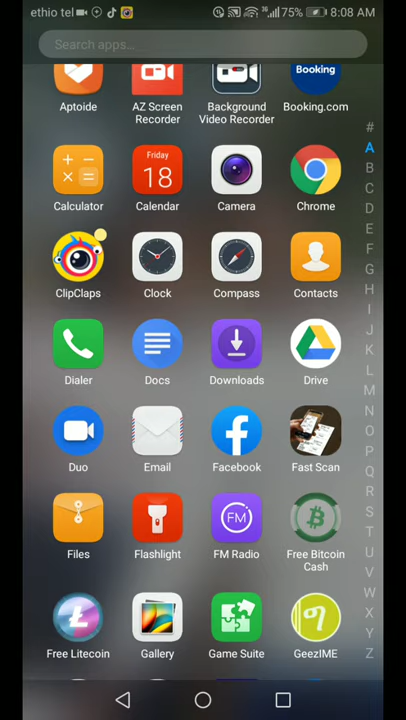 ethio tel 3G 75% 8:08 AM
Search apps...
Aptoide
AZ Screen
Recorder
Background
Video Recorder
Booking
Booking.com
Calculator
Friday
18
Calendar
Camera
Chrome
ClipClaps
Clock
Compass
Contacts
Dialer
Docs
Downloads
Drive
Duo
Email
Facebook
Fast Scan
Files
Flashlight
FM
FM Radio
Free Bitcoin
Cash
Free Litecoin
Gallery
Game Suite
ግ
GeezIME
#
A
B
C
D
E
F
G
H
I
J
K
L
M
N
O
P
Q
R
S
T
U
V
W
X
Y
Z